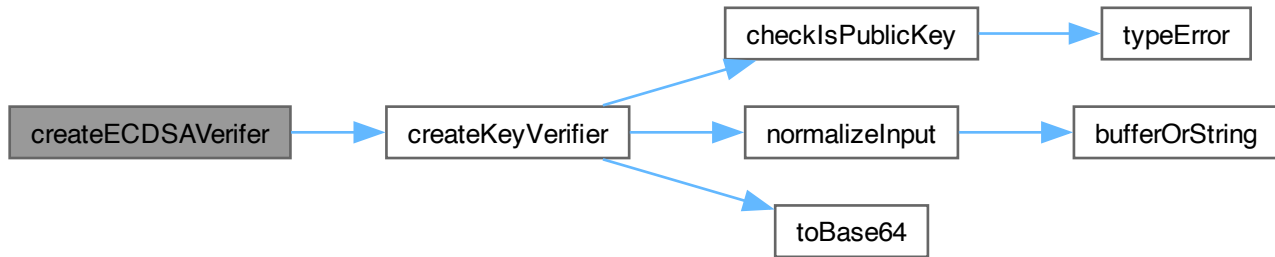 checkIsPublicKey
typeError
createECDSAVerifer
createKeyVerifier
normalizeInput
bufferOrString
toBase64